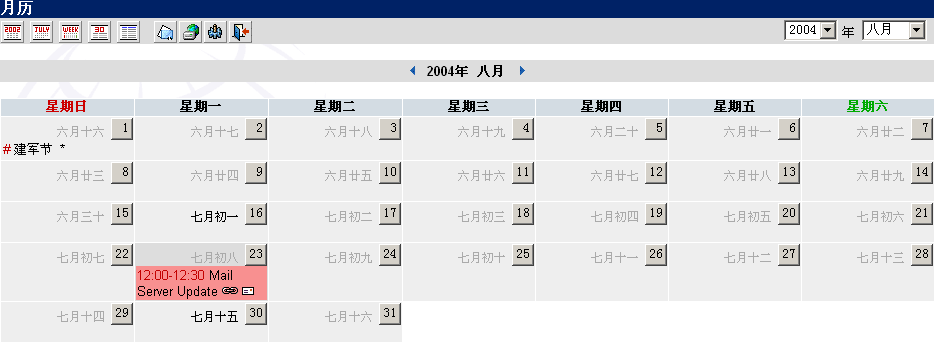 月历
2002 JULY WEEK 30 2004 年 八月
2004年 八月
星期日 星期一 星期二 星期三 星期四 星期五 星期六
六月十六 1 六月十七 2 六月十八 3 六月十九 4 六月二十 5 六月廿一 6 六月廿二 7
#建军节 *
六月廿三 8 六月廿四 9 六月廿五 10 六月廿六 11 六月廿七 12 六月廿八 13 六月廿九 14
六月三十 15 七月初一 16 七月初二 17 七月初三 18 七月初四 19 七月初五 20 七月初六 21
七月初七 22 七月初八 23 七月初九 24 七月初十 25 七月十一 26 七月十二 27 七月十三 28
12:00-12:30 Mail
Server Update
七月十四 29 七月十五 30 七月十六 31